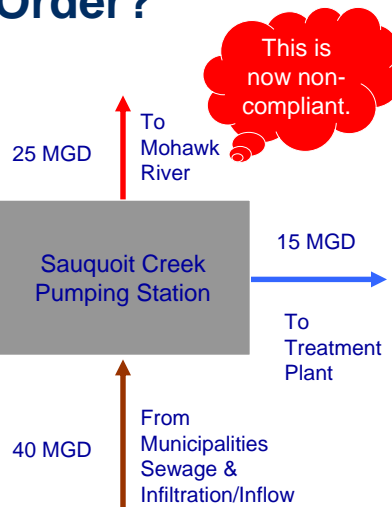 Order?
This is
now non-
compliant.
To
Mohawk
River
25 MGD
Sauquoit Creek
Pumping Station
15 MGD
To
Treatment
Plant
From
Municipalities
Sewage &
Infiltration/Inflow
40 MGD